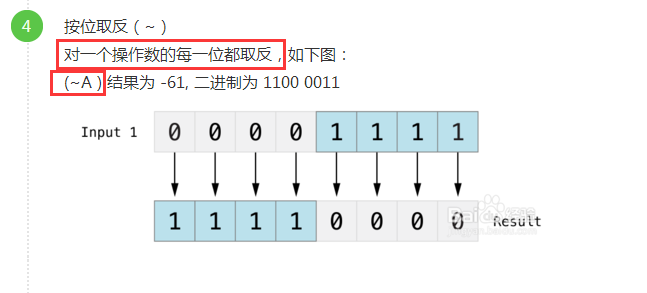 4
按位取反 ( ~ )
对一个操作数的每一位都取反，如下图：
(~A ) 结果为 -61, 二进制为 1100 0011
Input 1 0 0 0 0 1 1 1 1
1 1 1 1 0 0 0 0 Result